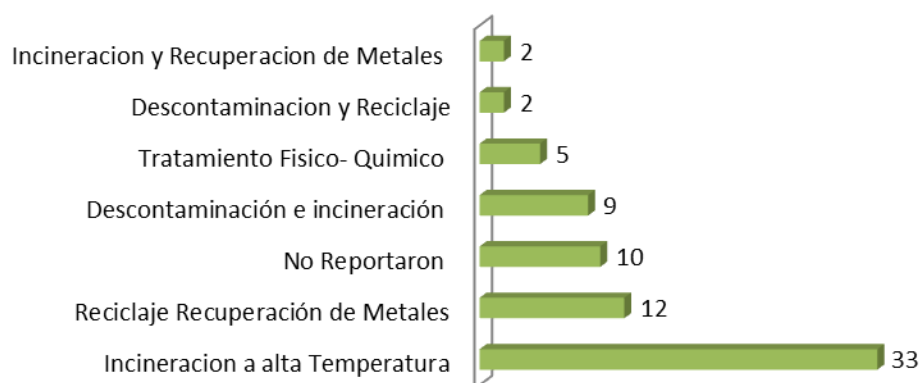 Incineracion y Recuperacion de Metales 2
Descontaminacion y Reciclaje 2
Tratamiento Fisico- Quimico 5
Descontaminación e incineración 9
No Reportaron 10
Reciclaje Recuperación de Metales 12
Incineracion a alta Temperatura 33